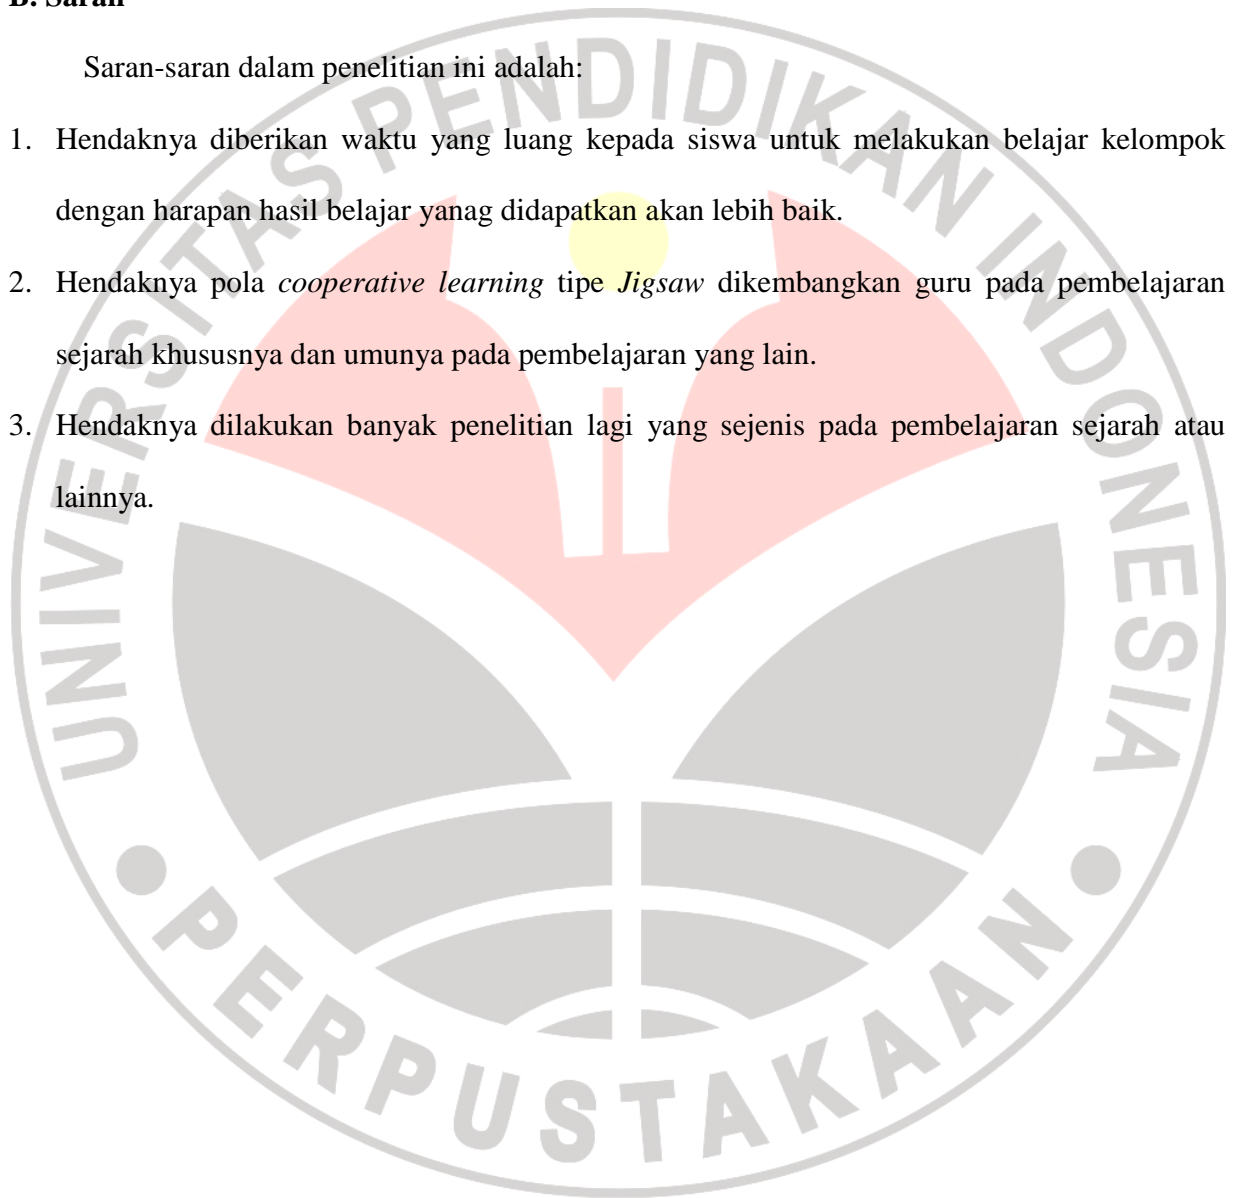 B. Saran
Saran-saran dalam penelitian ini adalah:
1. Hendaknya diberikan waktu yang luang kepada siswa untuk melakukan belajar kelompok
dengan harapan hasil belajar yanag didapatkan akan lebih baik.
2. Hendaknya pola cooperative learning tipe Jigsaw dikembangkan guru pada pembelajaran
sejarah khususnya dan umunya pada pembelajaran yang lain.
3. Hendaknya dilakukan banyak penelitian lagi yang sejenis pada pembelajaran sejarah atau
lainnya.
UNIVERSITAS PENDIDIKAN INDONESIA
PERPUSTAKAAN